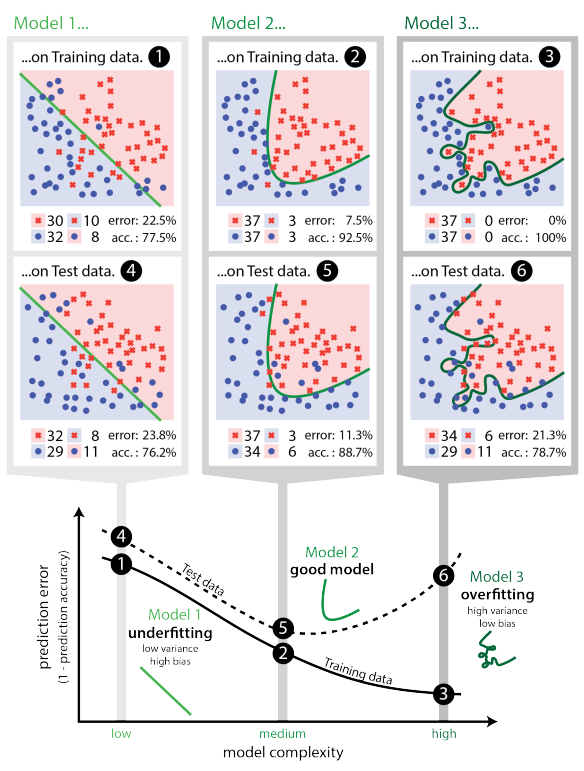 Model 1...
Model 2...
Model 3...
...on Training data. 1
...on Training data. 2
...on Training data. 3
30 10 error: 22.5%
32 8 acc. : 77.5%
37 3 7.5%
37 3 92.5%
37 0 error: 0%
37 0 acc. : 100%
...on Test data. 4
...on Test data. 5
...on Test data. 6
32 8 error: 23.8%
29 11 acc. : 76.2%
37 3 error: 11.3%
34 6 acc. : 88.7%
34 6 error: 21.3%
29 11 acc. : 78.7%
prediction error
(1 - prediction accuracy)
4
1
Test data
5
2
Training data
6
3
Model 1
underfitting
low variance
high bias
Model 2
good model
Model 3
overfitting
high variance
low bias
low
medium
high
model complexity